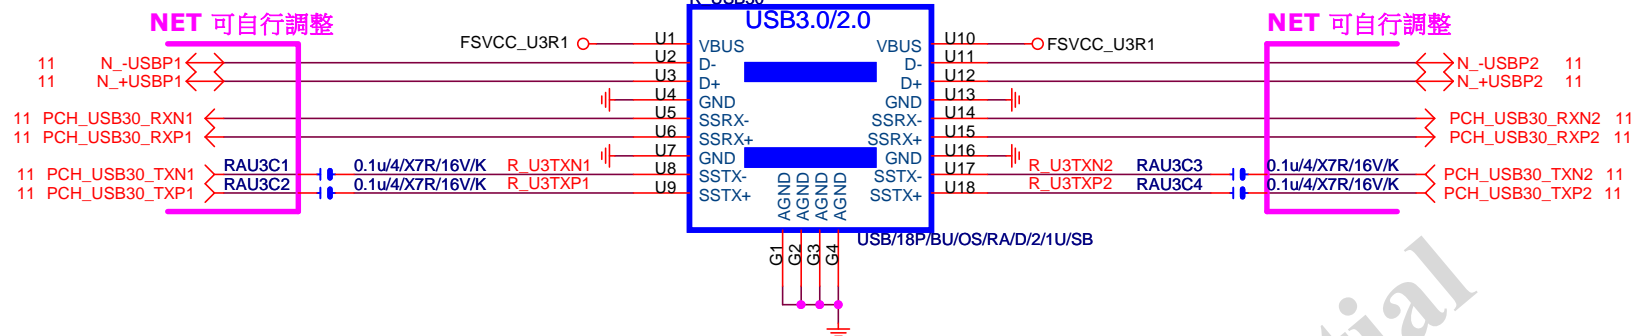 R_USB30
NET 可自行調整
USB3.0/2.0
NET 可自行調整
FSVCC_U3R1 U1 VBUS VBUS U10 FSVCC_U3R1
11 N_-USBP1 U2 D- D- U11 N_-USBP2 11
11 N_+USBP1 U3 D+ D+ U12 N_+USBP2 11
U4 GND GND U13
11 PCH_USB30_RXN1 U5 SSRX- SSRX- U14 PCH_USB30_RXN2 11
11 PCH_USB30_RXP1 U6 SSRX+ SSRX+ U15 PCH_USB30_RXP2 11
U7 GND GND U16
11 PCH_USB30_TXN1 RAU3C1 0.1u/4/X7R/16V/K R_U3TXN1 U8 SSTX- SSTX- U17 R_U3TXN2 RAU3C3 0.1u/4/X7R/16V/K PCH_USB30_TXN2 11
11 PCH_USB30_TXP1 RAU3C2 0.1u/4/X7R/16V/K R_U3TXP1 U9 SSTX+ SSTX+ U18 R_U3TXP2 RAU3C4 0.1u/4/X7R/16V/K PCH_USB30_TXP2 11
AGND AGND AGND AGND
USB/18P/BU/OS/RA/D/2/1U/SB
G1 G2 G3 G4